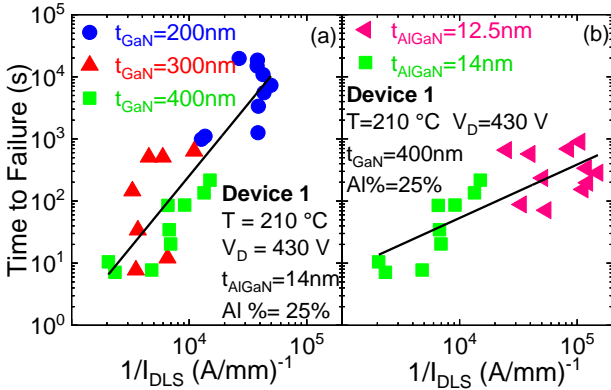 t_GaN=200nm
t_GaN=300nm
t_GaN=400nm
(a)
Device 1
T = 210 °C
V_D = 430 V
t_AlGaN=14nm
Al %= 25%
Time to Failure (s)
10^5
10^4
10^3
10^2
10^1
10^0
10^4
10^5
1/I_DLS (A/mm)^-1
t_AlGaN=12.5nm
(b)
t_AlGaN=14nm
Device 1
T=210 °C V_D=430 V
t_GaN=400nm
Al%=25%
10^4
10^5
1/I_DLS (A/mm)^-1